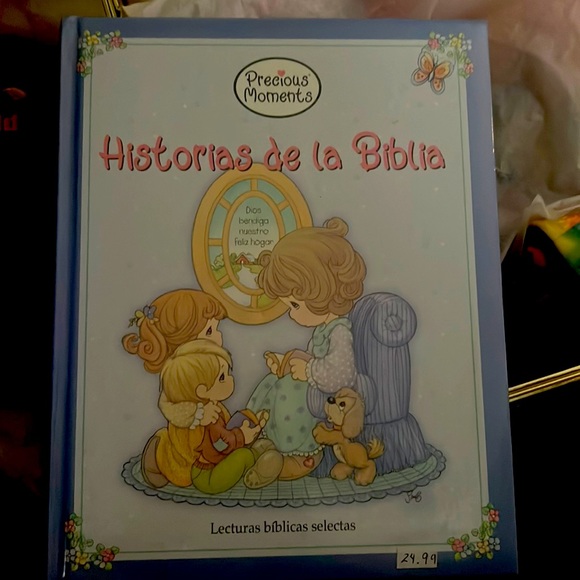 Precious
Moments
Historias de la Biblia
Dios
bendiga
nuestro
feliz hogar
Lecturas bíblicas selectas
24.99